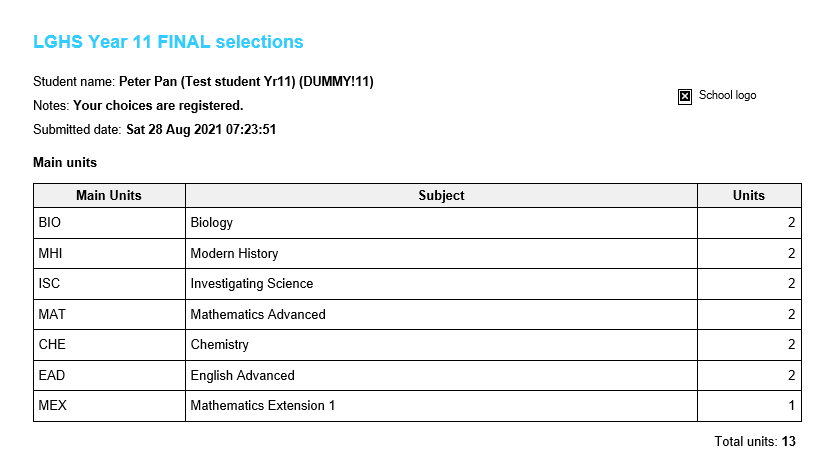 LGHS Year 11 FINAL selections
Student name: Peter Pan (Test student Yr11) (DUMMY!11)
School logo
Notes: Your choices are registered.
Submitted date: Sat 28 Aug 2021 07:23:51
Main units
Main Units Subject Units
BIO Biology 2
MHI Modern History 2
ISC Investigating Science 2
MAT Mathematics Advanced 2
CHE Chemistry 2
EAD English Advanced 2
MEX Mathematics Extension 1 1
Total units: 13